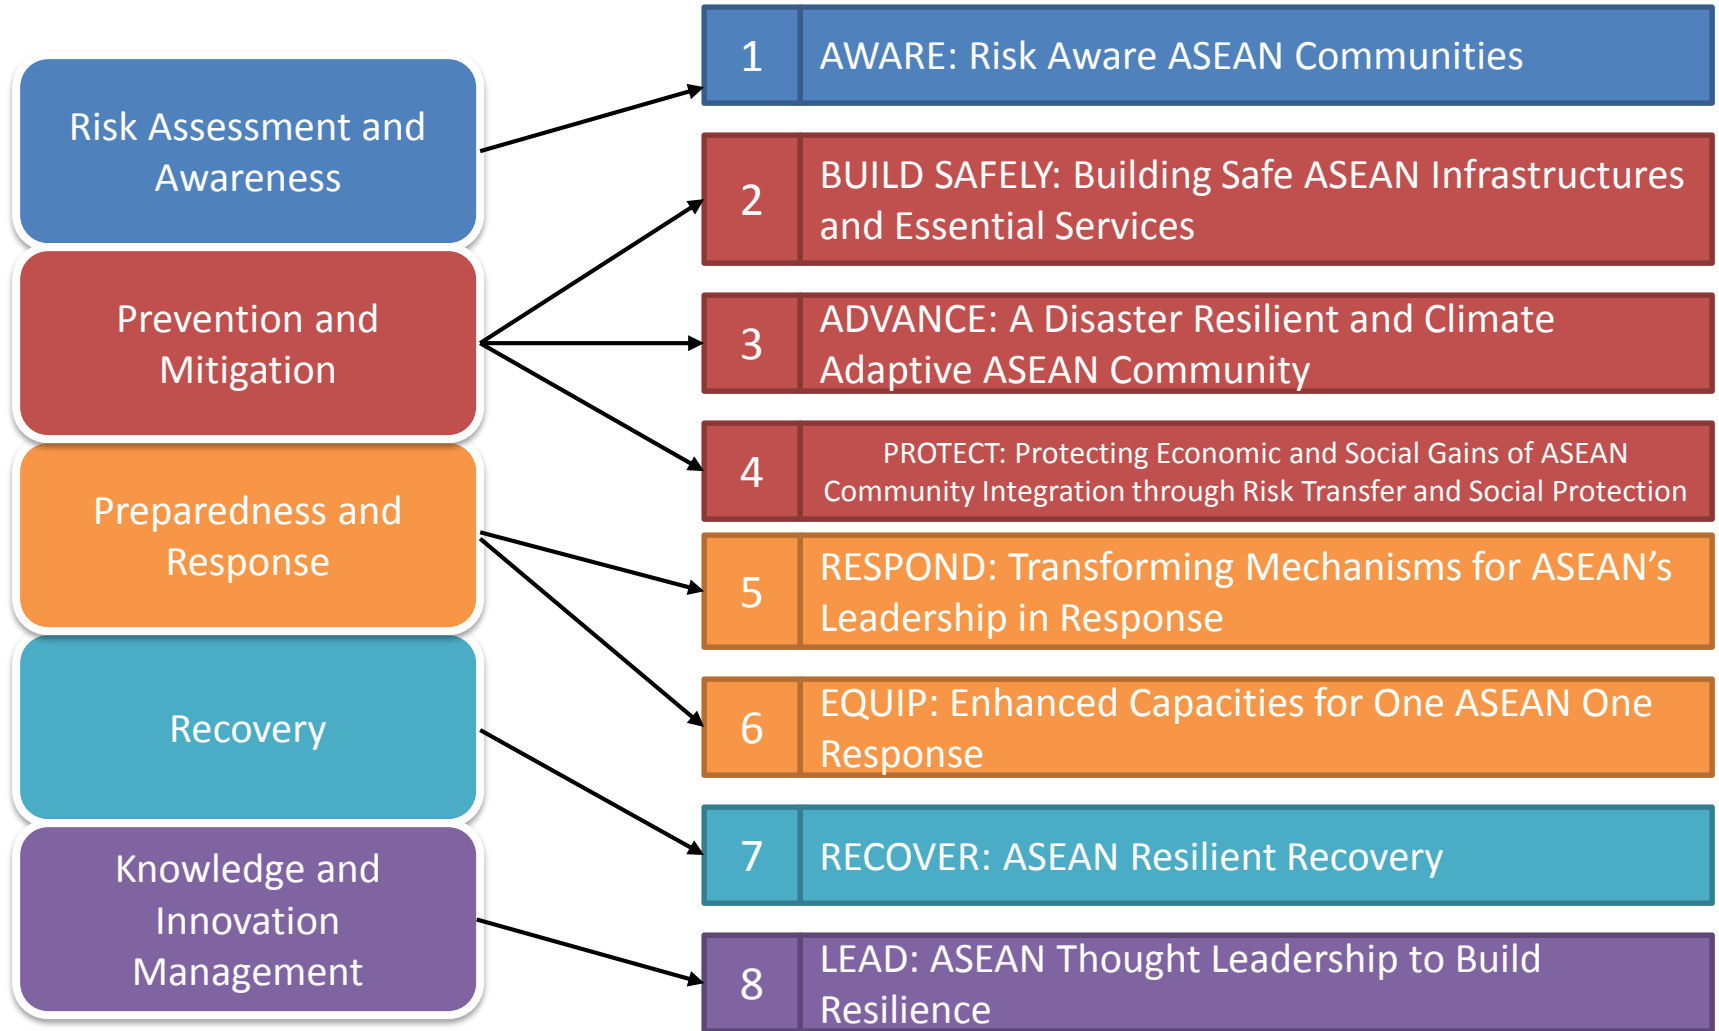 Risk Assessment and
Awareness
Prevention and
Mitigation
Preparedness and
Response
Recovery
Knowledge and
Innovation
Management
1
AWARE: Risk Aware ASEAN Communities
2
BUILD SAFELY: Building Safe ASEAN Infrastructures
and Essential Services
3
ADVANCE: A Disaster Resilient and Climate
Adaptive ASEAN Community
4
PROTECT: Protecting Economic and Social Gains of ASEAN
Community Integration through Risk Transfer and Social Protection
5
RESPOND: Transforming Mechanisms for ASEAN’s
Leadership in Response
6
EQUIP: Enhanced Capacities for One ASEAN One
Response
7
RECOVER: ASEAN Resilient Recovery
8
LEAD: ASEAN Thought Leadership to Build
Resilience